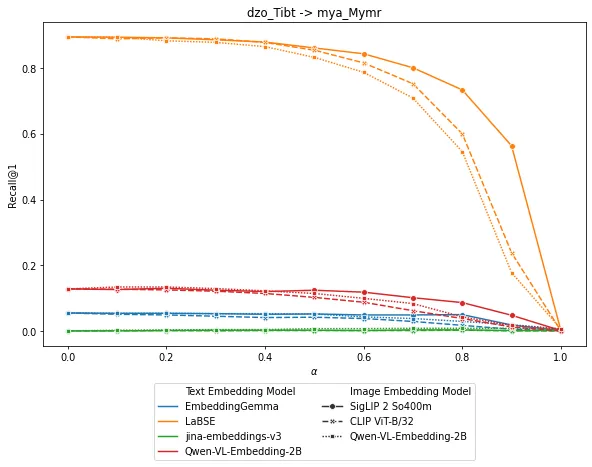 dzo_Tibt -> mya_Mymr
Recall@1
0.8
0.6
0.4
0.2
0.0
0.0 0.2 0.4 0.6 0.8 1.0
α
Text Embedding Model Image Embedding Model
EmbeddingGemma SigLIP 2 So400m
LaBSE CLIP ViT-B/32
jina-embeddings-v3 Qwen-VL-Embedding-2B
Qwen-VL-Embedding-2B